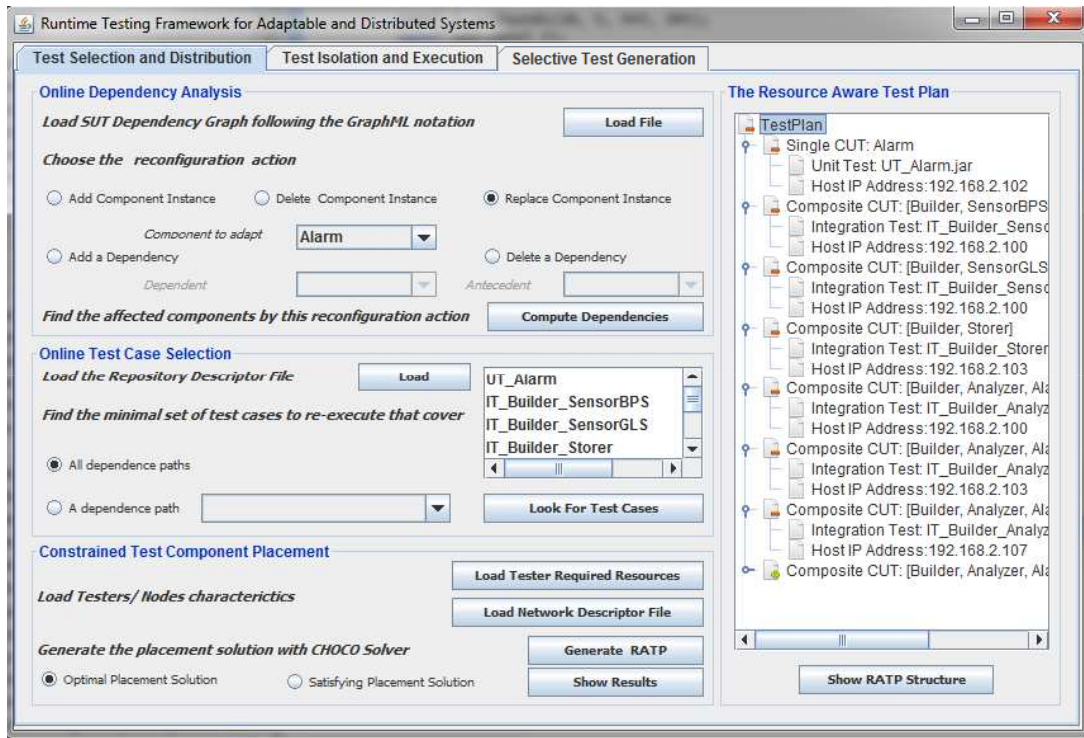 Runtime Testing Framework for Adaptable and Distributed Systems
Test Selection and Distribution
Test Isolation and Execution
Selective Test Generation
Online Dependency Analysis
Load SUT Dependency Graph following the GraphML notation
Load File
Choose the reconfiguration action
Add Component Instance
Delete Component Instance
Replace Component Instance
Component to adapt
Alarm
Add a Dependency
Delete a Dependency
Dependent
Antecedent
Find the affected components by this reconfiguration action
Compute Dependencies
Online Test Case Selection
Load the Repository Descriptor File
Load
Find the minimal set of test cases to re-execute that cover
UT_Alarm
IT_Builder_SensorBPS
IT_Builder_SensorGLS
IT_Builder_Storer
All dependence paths
A dependence path
Look For Test Cases
Constrained Test Component Placement
Load Tester Required Resources
Load Testers/ Nodes characterictics
Load Network Descriptor File
Generate the placement solution with CHOCO Solver
Generate RATP
Optimal Placement Solution
Satisfying Placement Solution
Show Results
The Resource Aware Test Plan
TestPlan
Single CUT: Alarm
Unit Test: UT_Alarm.jar
Host IP Address:192.168.2.102
Composite CUT: [Builder, SensorBPS
Integration Test: IT_Builder_Senso
Host IP Address:192.168.2.100
Composite CUT: [Builder, SensorGLS
Integration Test: IT_Builder_Senso
Host IP Address:192.168.2.100
Composite CUT: [Builder, Storer]
Integration Test: IT_Builder_Storer
Host IP Address:192.168.2.103
Composite CUT: [Builder, Analyzer, Ala
Integration Test: IT_Builder_Analyz
Host IP Address:192.168.2.100
Composite CUT: [Builder, Analyzer, Ala
Integration Test: IT_Builder_Analyz
Host IP Address:192.168.2.103
Composite CUT: [Builder, Analyzer, Ala
Integration Test: IT_Builder_Analyz
Host IP Address:192.168.2.107
Composite CUT: [Builder, Analyzer, Ala
Show RATP Structure